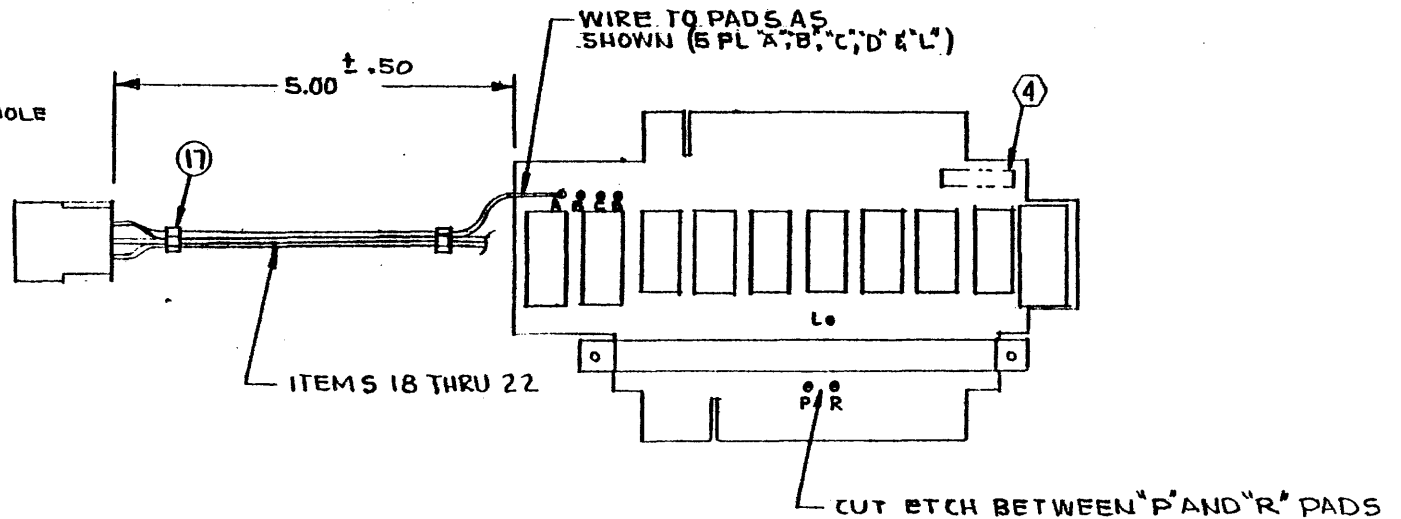 WIRE TO PADS AS
SHOWN (5 PL "A","B","C","D" & "L")
± .50
5.00
OLE
4
17
A B C D
L
ITEMS 18 THRU 22
P R
CUT ETCH BETWEEN "P" AND "R" PADS